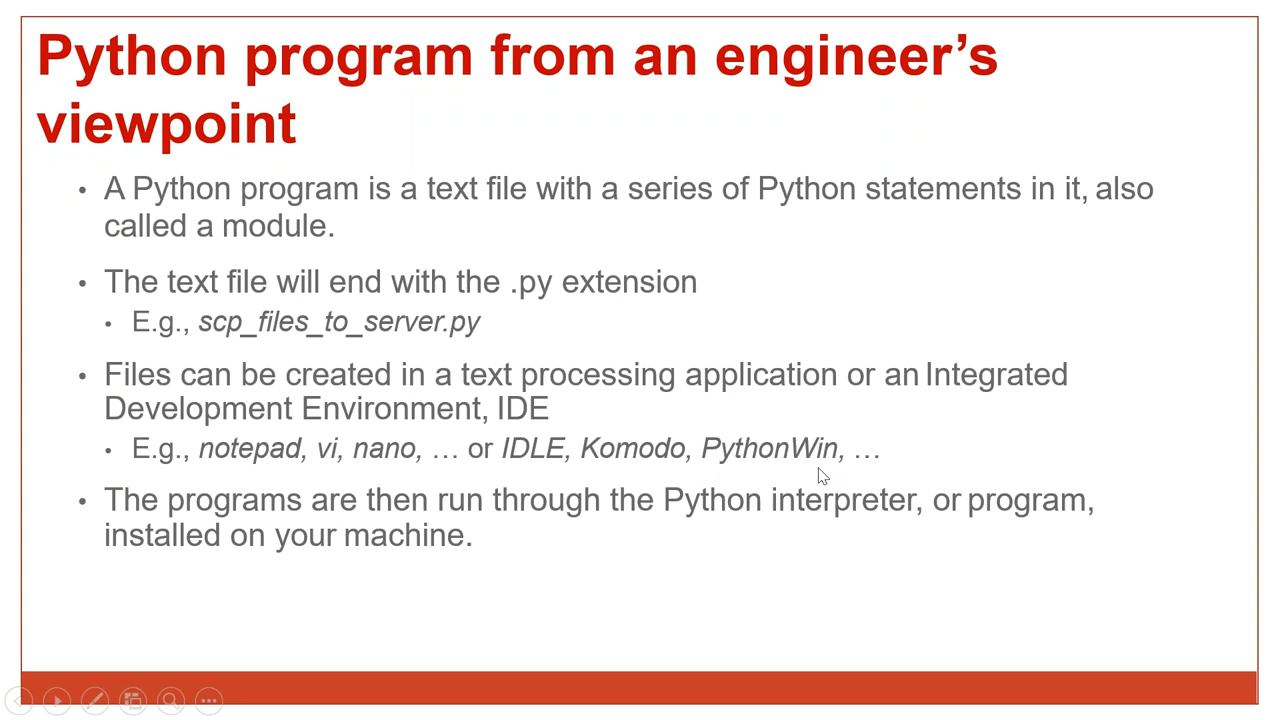 Python program from an engineer’s
viewpoint
• A Python program is a text file with a series of Python statements in it, also
called a module.
• The text file will end with the .py extension
• E.g., scp_files_to_server.py
• Files can be created in a text processing application or an Integrated
Development Environment, IDE
• E.g., notepad, vi, nano, … or IDLE, Komodo, PythonWin, …
• The programs are then run through the Python interpreter, or program,
installed on your machine.